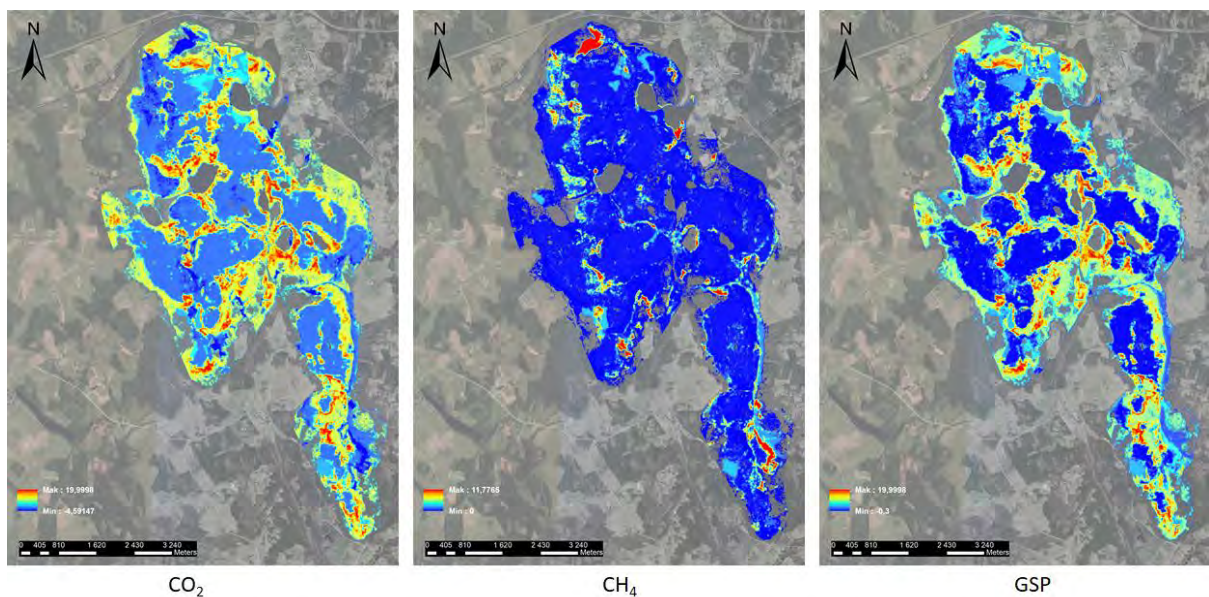 N
Mak : 19,9998
Min : -4,59147
0 405 810 1 620 2 430 3 240
Meters
CO2
N
Mak : 11,7765
Min : 0
0 405 810 1 620 2 430 3 240
Meters
CH4
N
Mak : 19,9998
Min : -0,3
0 405 810 1 620 2 430 3 240
Meters
GSP